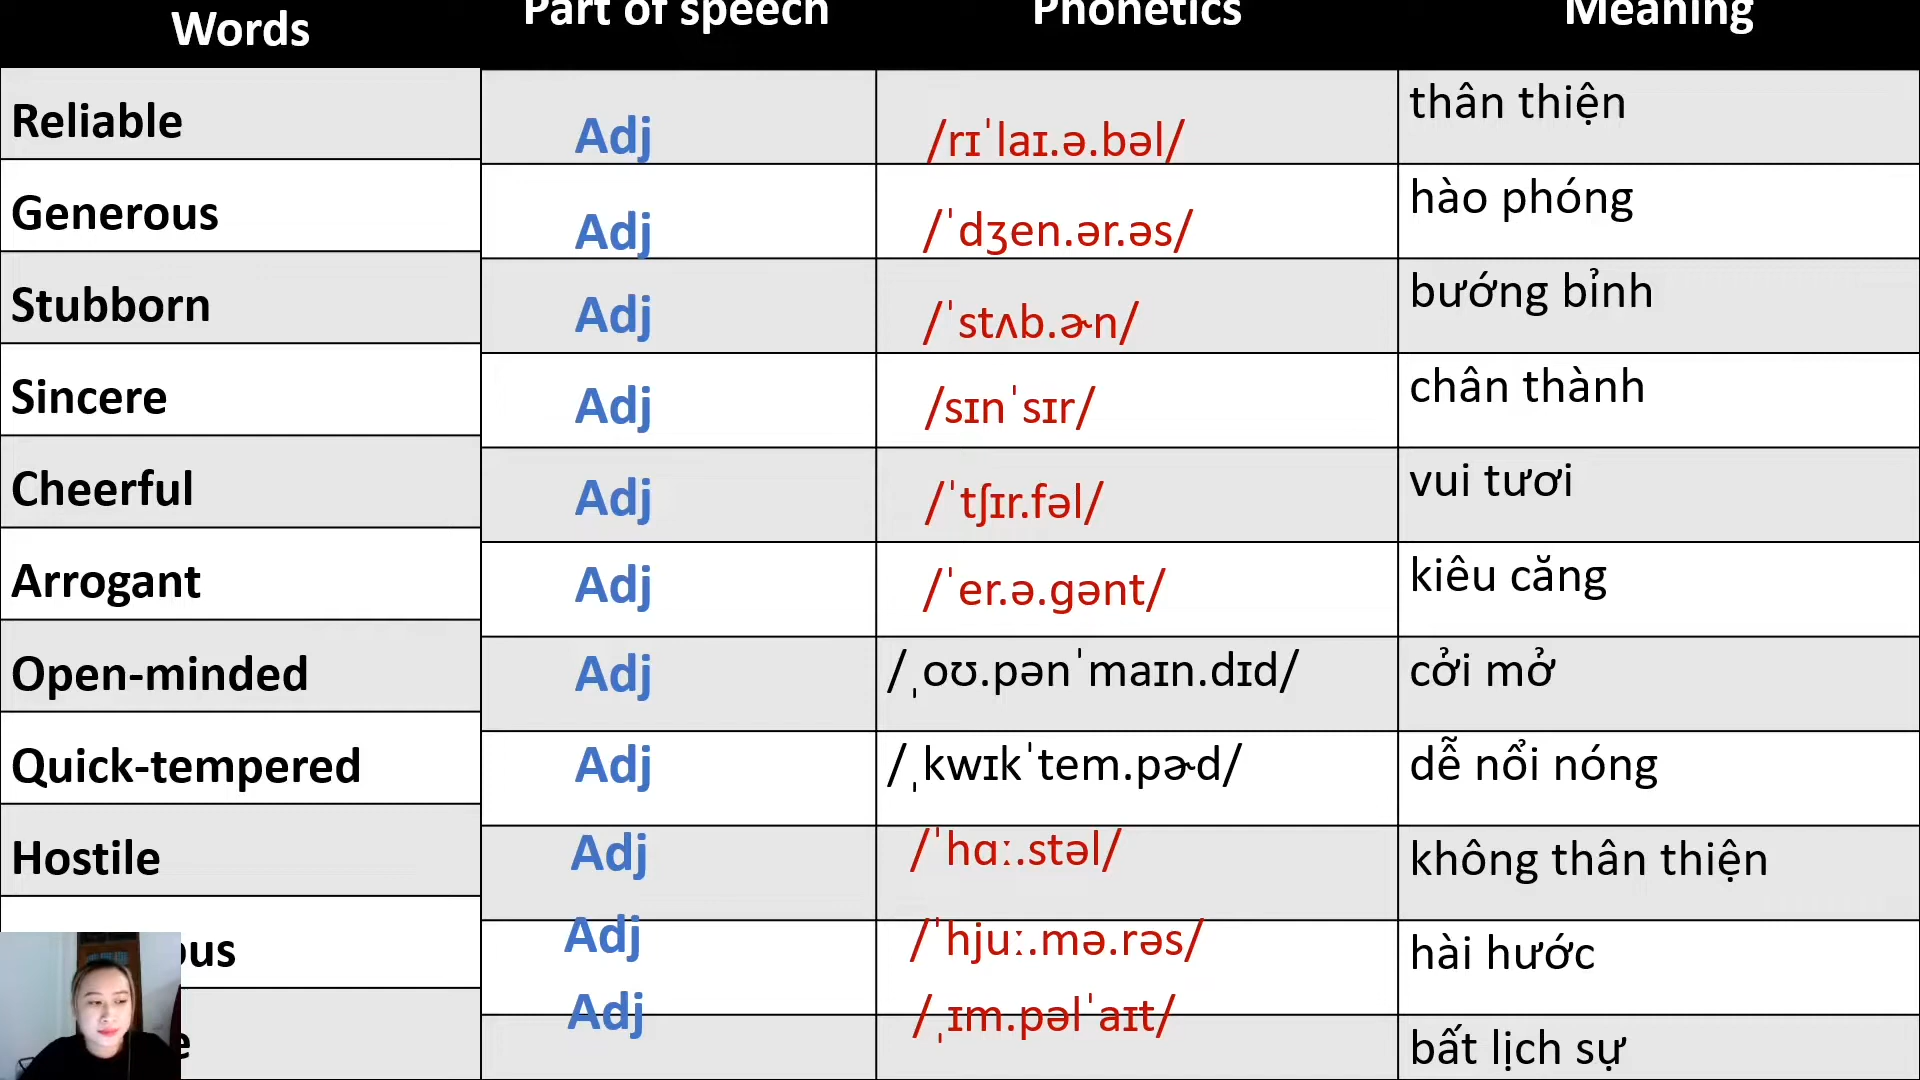 Words Part of speech Phonetics Meaning
Reliable Adj /rɪˈlaɪ.ə.bəl/ thân thiện
Generous Adj /ˈdʒen.ər.əs/ hào phóng
Stubborn Adj /ˈstʌb.ɚn/ bướng bỉnh
Sincere Adj /sɪnˈsɪr/ chân thành
Cheerful Adj /ˈtʃɪr.fəl/ vui tươi
Arrogant Adj /ˈer.ə.gənt/ kiêu căng
Open-minded Adj /ˌoʊ.pənˈmaɪn.dɪd/ cởi mở
Quick-tempered Adj /ˌkwɪkˈtem.pɚd/ dễ nổi nóng
Hostile Adj /ˈhɑː.stəl/ không thân thiện
Adj /ˈhjuː.mə.rəs/ hài hước
Adj /ˌɪm.pəlˈaɪt/ bất lịch sự